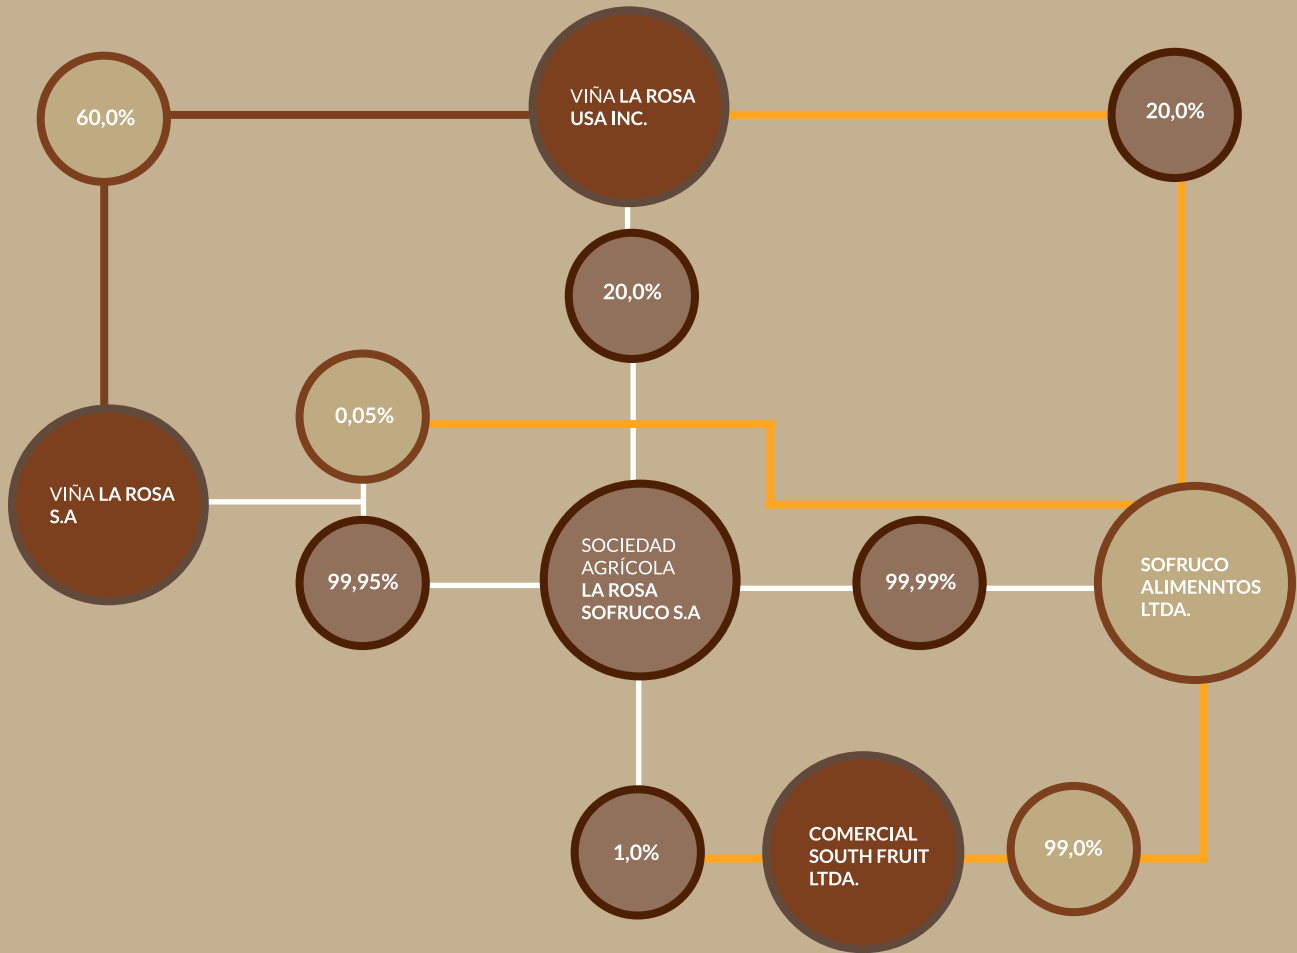 VIÑA LA ROSA
USA INC.
60,0%
20,0%
20,0%
0,05%
VIÑA LA ROSA
S.A
99,95%
SOCIEDAD
AGRÍCOLA
LA ROSA
SOFRUCO S.A
99,99%
SOFRUCO
ALIMENNTOS
LTDA.
1,0%
COMERCIAL
SOUTH FRUIT
LTDA.
99,0%